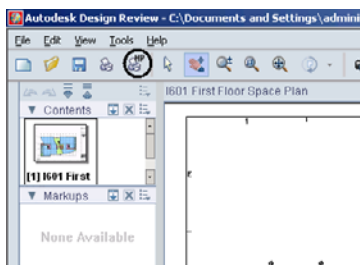 Autodesk Design Review - C:\Documents and Settings\admini
File Edit View Tools Help
HP
I601 First Floor Space Plan
Contents
[1] I601 First
Markups
None Available